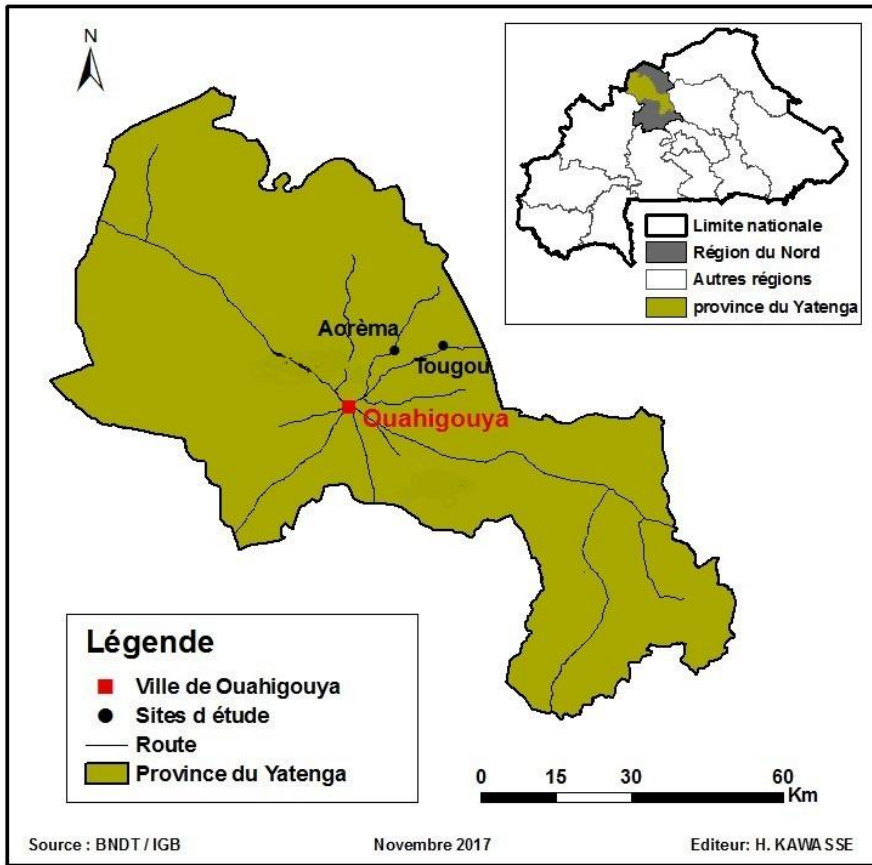 N
Limite nationale
Région du Nord
Autres régions
province du Yatenga
Aorèma
Tougou
Ouahigouya
Légende
Ville de Ouahigouya
Sites d étude
Route
Province du Yatenga
0 15 30 60
Km
Source : BNDT / IGB Novembre 2017 Editeur: H. KAWASSE